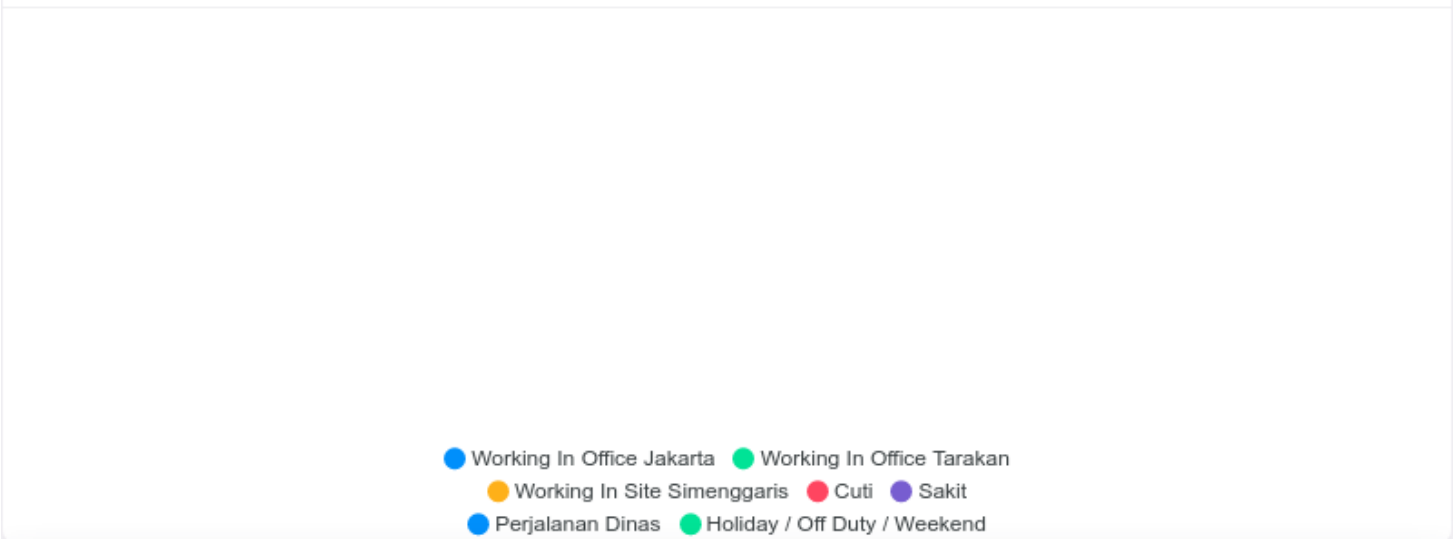 Working In Office Jakarta Working In Office Tarakan
Working In Site Simenggaris Cuti Sakit
Perjalanan Dinas Holiday / Off Duty / Weekend